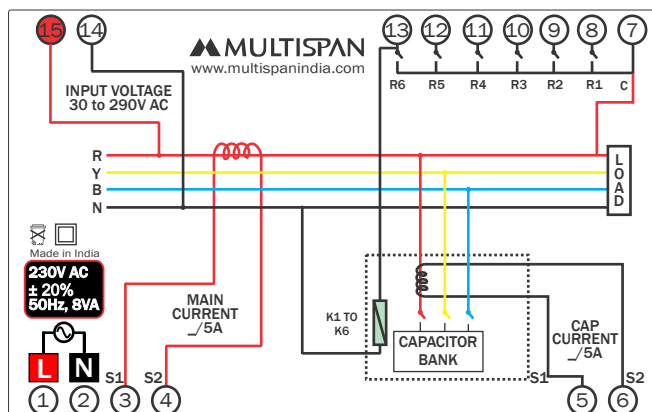 15 14 13 12 11 10 9 8 7
MULTISPAN
www.multispanindia.com
INPUT VOLTAGE
30 to 290V AC
R6 R5 R4 R3 R2 R1 C
R
Y
B
N
LOAD
Made in India
230V AC
± 20%
50Hz, 8VA
MAIN
CURRENT
_/5A
K1 TO
K6
CAPACITOR
BANK
CAP
CURRENT
_/5A
L N
S1 S2 S1 S2
1 2 3 4 5 6